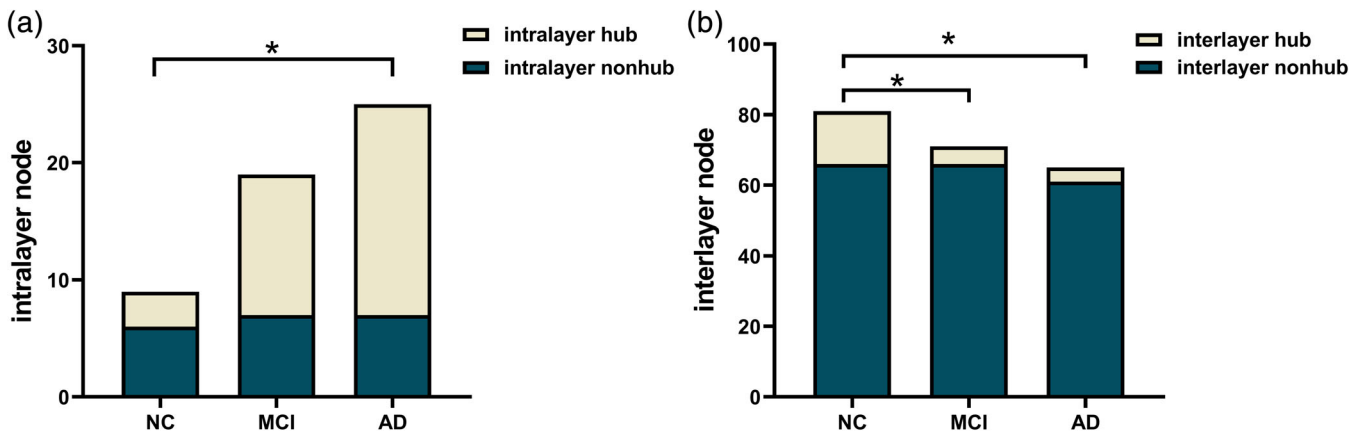 (a)
intralayer hub
intralayer nonhub
*
30
20
10
0
intralayer node
NC MCI AD
(b)
interlayer hub
interlayer nonhub
*
*
100
80
60
40
20
0
interlayer node
NC MCI AD